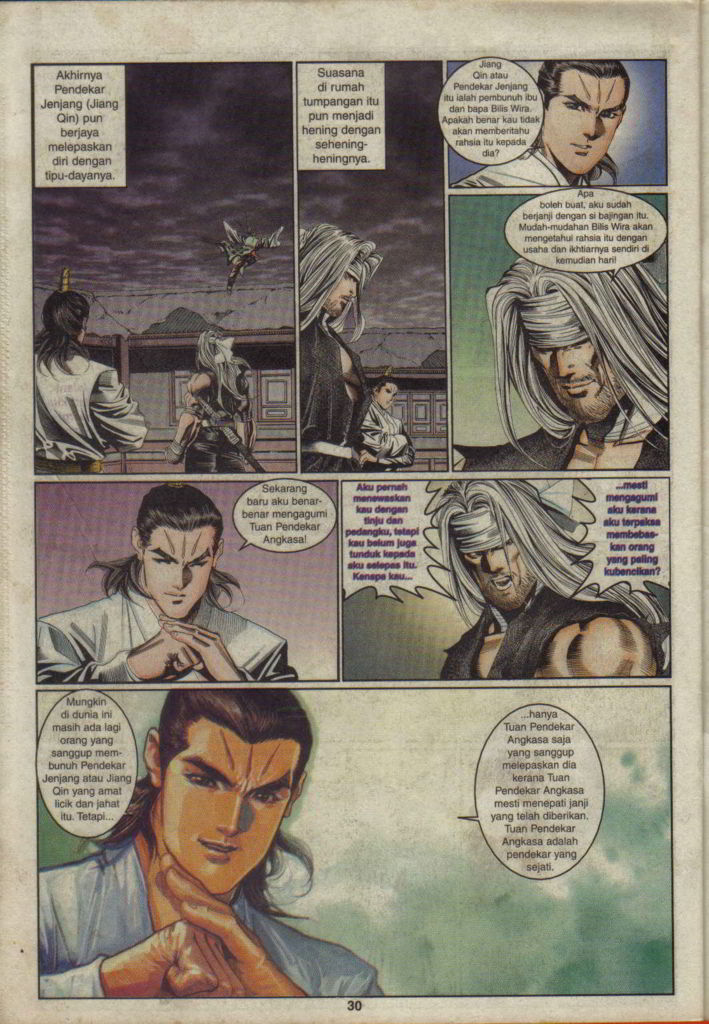 Akhirnya
Pendekar
Jenjang (Jiang
Qin) pun
berjaya
melepaskan
diri dengan
tipu-dayanya.
Suasana
di rumah
tumpangan itu
pun menjadi
hening dengan
sehening-
heningnya.
Jiang
Qin atau
Pendekar Jenjang
itu ialah pembunuh ibu
dan bapa Bilis Wira.
Apakah benar kau tidak
akan memberitahu
rahsia itu kepada
dia?
Apa
boleh buat, aku sudah
berjanji dengan si bajingan itu.
Mudah-mudahan Bilis Wira akan
mengetahui rahsia itu dengan
usaha dan ikhtiarnya sendiri di
kemudian hari!
Sekarang
baru aku benar-
benar mengagumi
Tuan Pendekar
Angkasa!
Aku pernah
menewaskan
kau dengan
tinju dan
pedangku, tetapi
kau belum juga
tunduk kepada
aku selepas itu.
Kenapa kau...
...mesti
mengagumi
aku kerana
aku terpaksa
membebas-
kan orang
yang paling
kubencikan?
Mungkin
di dunia ini
masih ada lagi
orang yang
sanggup mem-
bunuh Pendekar
Jenjang atau Jiang
Qin yang amat
licik dan jahat
itu. Tetapi...
...hanya
Tuan Pendekar
Angkasa saja
yang sanggup
melepaskan dia
kerana Tuan
Pendekar Angkasa
mesti menepati janji
yang telah diberikan.
Tuan Pendekar
Angkasa adalah
pendekar yang
sejati.
30